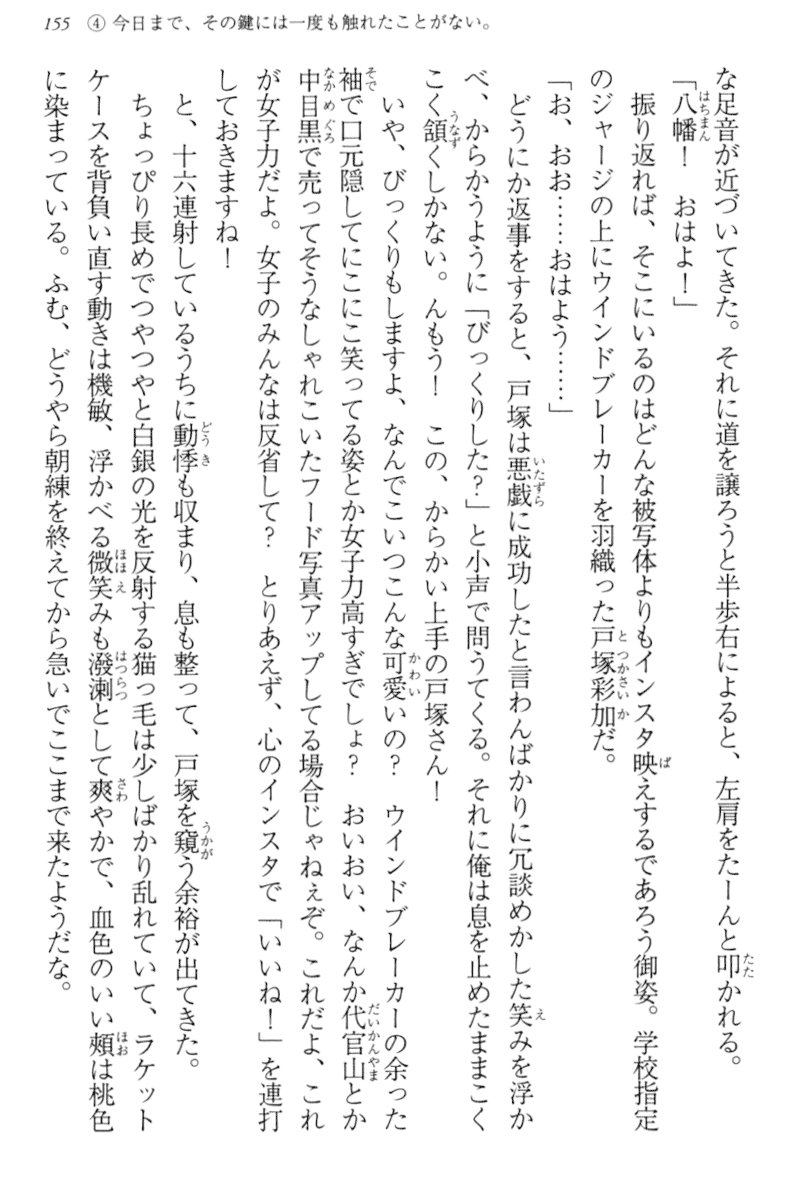 155 ④ 今日まで、その鍵には一度も触れたことがない。
な足音が近づいてきた。それに道を譲ろうと半歩右によると、左肩をたーんと叩かれる。
「八幡！　おはよ！」
振り返れば、そこにいるのはどんな被写体よりもインスタ映えするであろう御姿。学校指定
のジャージの上にウインドブレーカーを羽織った戸塚彩加だ。
「お、おお……おはよう……」
どうにか返事をすると、戸塚は悪戯に成功したと言わんばかりに冗談めかした笑みを浮か
べ、からかうように「びっくりした？」と小声で問うてくる。それに俺は息を止めたままこく
こく頷くしかない。んもう！　この、からかい上手の戸塚さん！
いや、びっくりもしますよ、なんでこいつこんな可愛いの？　ウインドブレーカーの余った
袖で口元隠してにこにこ笑ってる姿とか女子力高すぎでしょ？　おいおい、なんか代官山とか
中目黒で売ってそうなしゃれこいたフード写真アップしてる場合じゃねぇぞ。これだよ、これ
が女子力だよ。女子のみんなは反省して？　とりあえず、心のインスタで「いいね！」を連打
しておきますね！
と、十六連射しているうちに動悸も収まり、息も整って、戸塚を窺う余裕が出てきた。
ちょっぴり長めでつやつやと白銀の光を反射する猫っ毛は少しばかり乱れていて、ラケット
ケースを背負い直す動きは機敏、浮かべる微笑みも潑溂として爽やかで、血色のいい頰は桃色
に染まっている。ふむ、どうやら朝練を終えてから急いでここまで来たようだな。